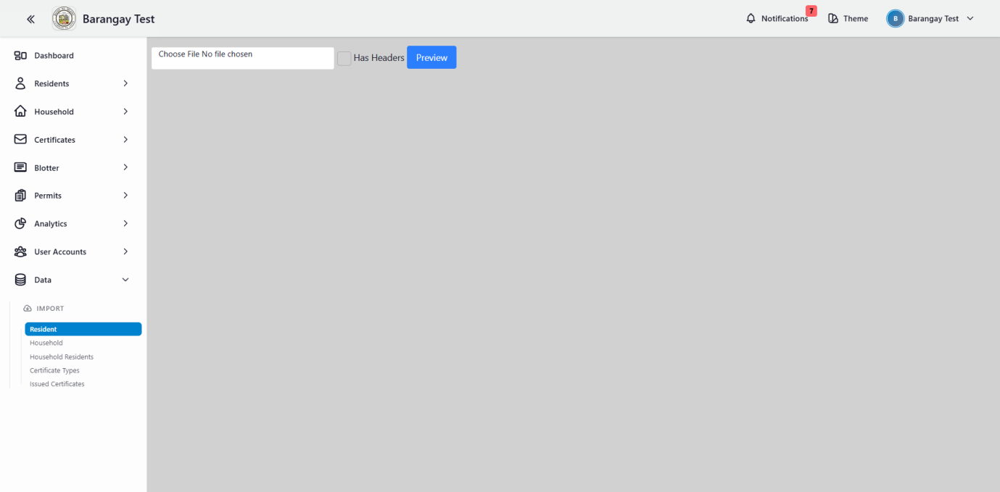 Barangay Test
Notifications 7
Theme
B Barangay Test
Dashboard
Residents
Household
Certificates
Blotter
Permits
Analytics
User Accounts
Data
IMPORT
Resident
Household
Household Residents
Certificate Types
Issued Certificates
Choose File No file chosen
Has Headers
Preview